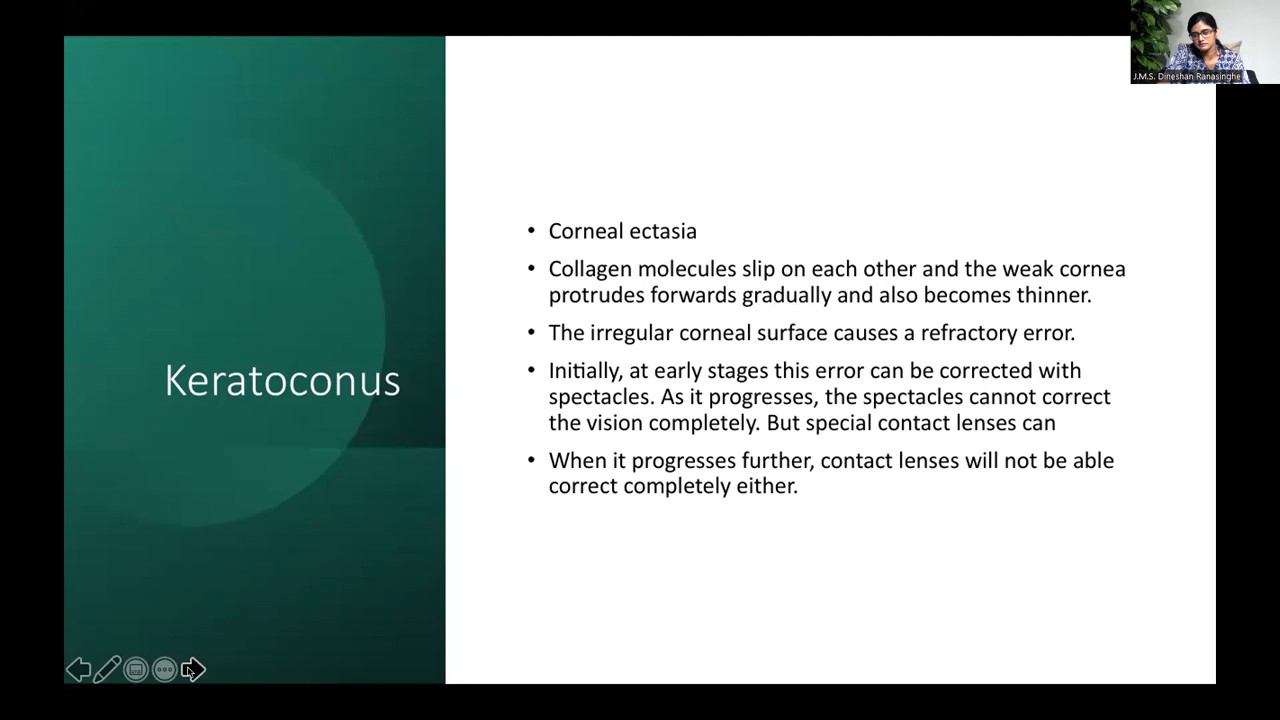 J.M.S. Dineshan Ranasinghe
Keratoconus
• Corneal ectasia
• Collagen molecules slip on each other and the weak cornea
protrudes forwards gradually and also becomes thinner.
• The irregular corneal surface causes a refractory error.
• Initially, at early stages this error can be corrected with
spectacles. As it progresses, the spectacles cannot correct
the vision completely. But special contact lenses can
• When it progresses further, contact lenses will not be able
correct completely either.